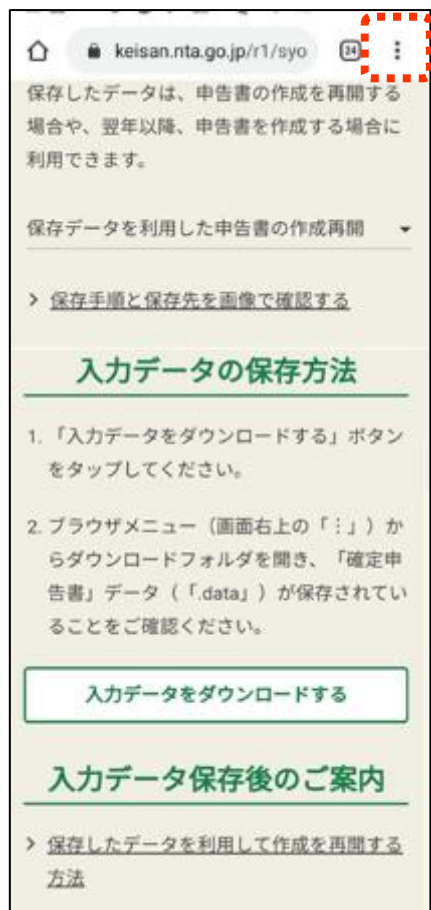 keisan.nta.go.jp/r1/syo
24
保存したデータは、申告書の作成を再開する
場合や、翌年以降、申告書を作成する場合に
利用できます。
保存データを利用した申告書の作成再開
> 保存手順と保存先を画像で確認する
入力データの保存方法
1. 「入力データをダウンロードする」ボタン
をタップしてください。
2. ブラウザメニュー（画面右上の「⋮」）か
らダウンロードフォルダを開き、「確定申
告書」データ（「.data」）が保存されてい
ることをご確認ください。
入力データをダウンロードする
入力データ保存後のご案内
> 保存したデータを利用して作成を再開する
方法